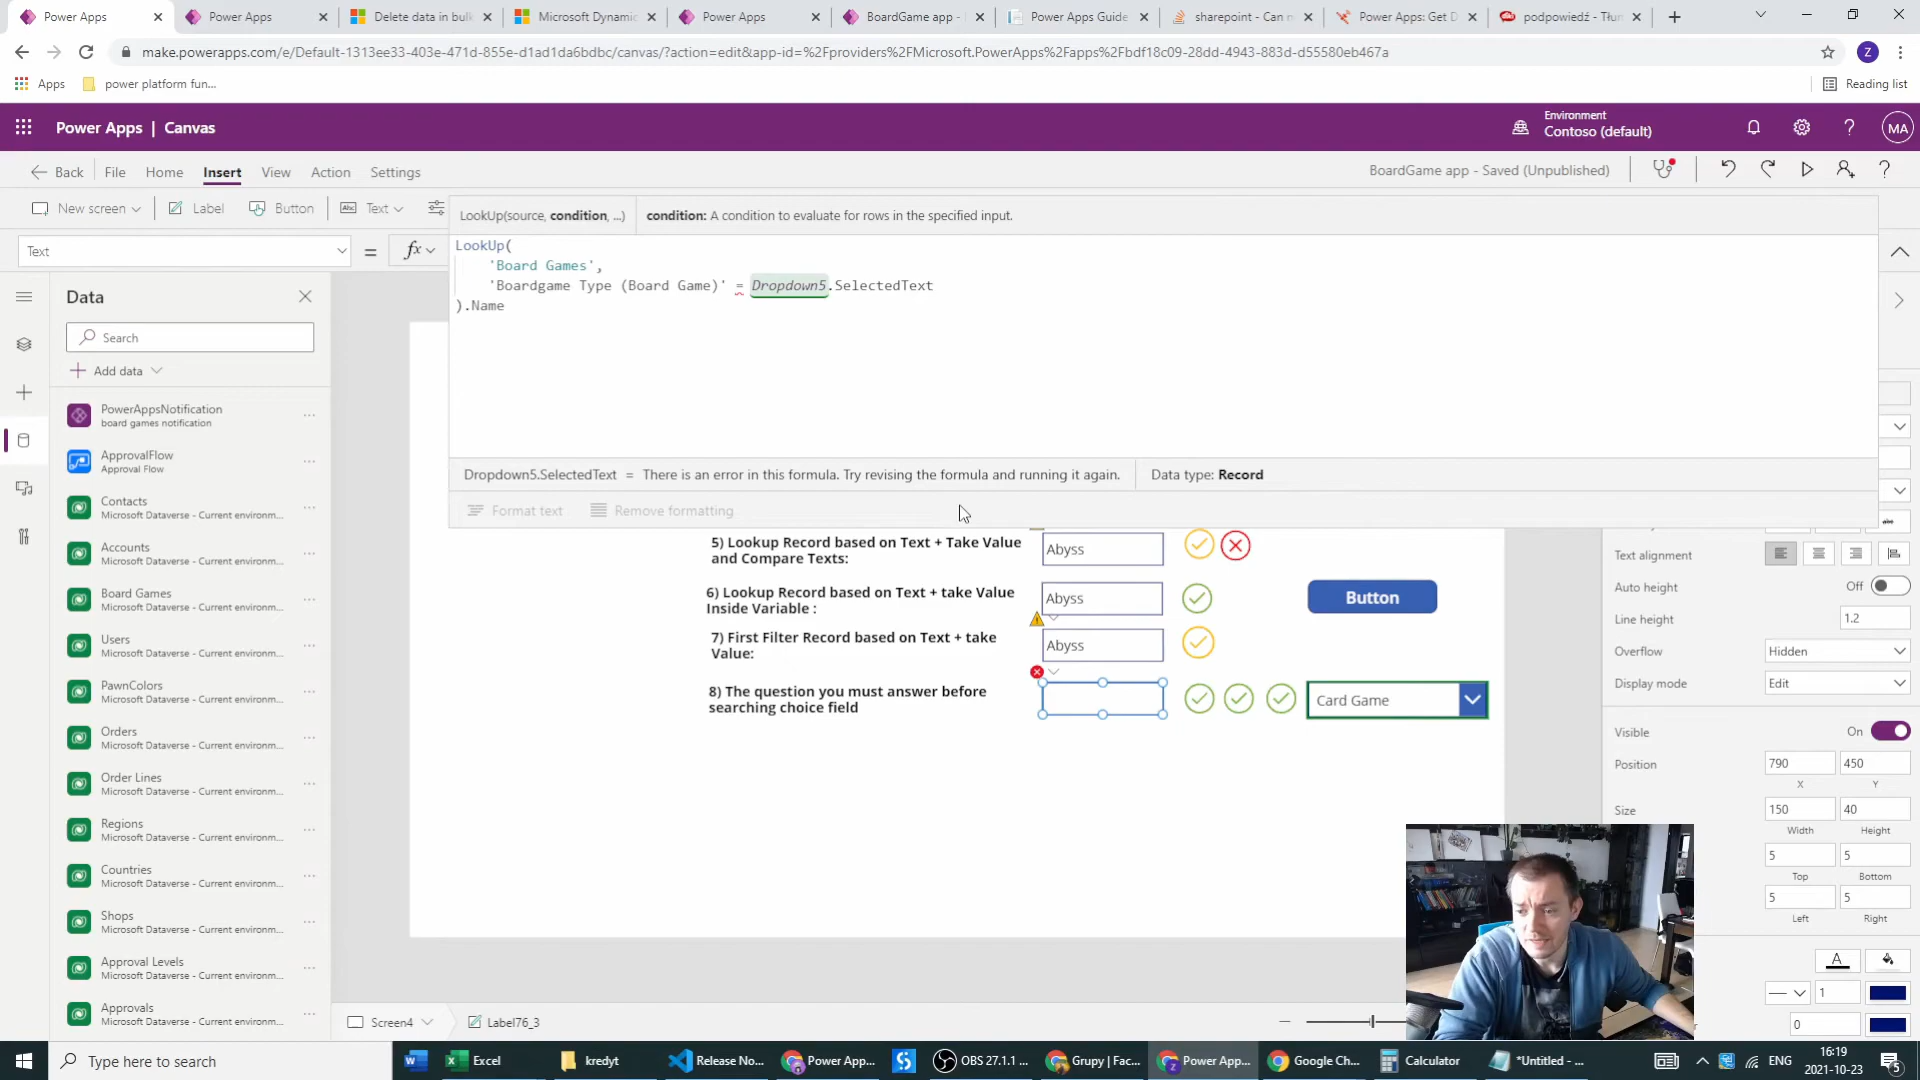 Power Apps
Power Apps
Delete data in bulk
Microsoft Dynamic
Power Apps
BoardGame app -
Power Apps Guide
sharepoint - Can n
Power Apps: Get D
podpowiedź - Tłun
make.powerapps.com/e/Default-1313ee33-403e-471d-855e-d1ad1da6bdbc/canvas/?action=edit&app-id=%2Fproviders%2FMicrosoft.PowerApps%2Fapps%2Fbdf18c09-28dd-4943-883d-d55580eb467a
Z
Apps
power platform fun...
Reading list
Power Apps | Canvas
Environment
Contoso (default)
MA
Back
File
Home
Insert
View
Action
Settings
BoardGame app - Saved (Unpublished)
New screen
Label
Button
Text
LookUp(source, condition, ...)
condition: A condition to evaluate for rows in the specified input.
Text
=
fx
LookUp(
'Board Games',
'Boardgame Type (Board Game)' = Dropdown5.SelectedText
).Name
Dropdown5.SelectedText = There is an error in this formula. Try revising the formula and running it again.
Data type: Record
Format text
Remove formatting
Data
Search
Add data
PowerAppsNotification
board games notification
ApprovalFlow
Approval Flow
Contacts
Microsoft Dataverse - Current environm...
Accounts
Microsoft Dataverse - Current environm...
Board Games
Microsoft Dataverse - Current environm...
Users
Microsoft Dataverse - Current environm...
PawnColors
Microsoft Dataverse - Current environm...
Orders
Microsoft Dataverse - Current environm...
Order Lines
Microsoft Dataverse - Current environm...
Regions
Microsoft Dataverse - Current environm...
Countries
Microsoft Dataverse - Current environm...
Shops
Microsoft Dataverse - Current environm...
Approval Levels
Microsoft Dataverse - Current environm...
Approvals
Microsoft Dataverse - Current environm...
5) Lookup Record based on Text + Take Value
and Compare Texts:
Abyss
6) Lookup Record based on Text + take Value
Inside Variable :
Abyss
Button
7) First Filter Record based on Text + take
Value:
Abyss
8) The question you must answer before
searching choice field
Card Game
Text alignment
Auto height
Off
Line height
1.2
Overflow
Hidden
Display mode
Edit
Visible
On
Position
790
450
X
Y
Size
150
40
Width
Height
5
5
Top
Bottom
5
5
Left
Right
A
1
0
Screen4
Label76_3
Type here to search
Excel
kredyt
Release No...
Power App...
OBS 27.1.1 ...
Grupy | Fac...
Power App...
Google Ch...
Calculator
*Untitled - ...
ENG
16:19
2021-10-23
5